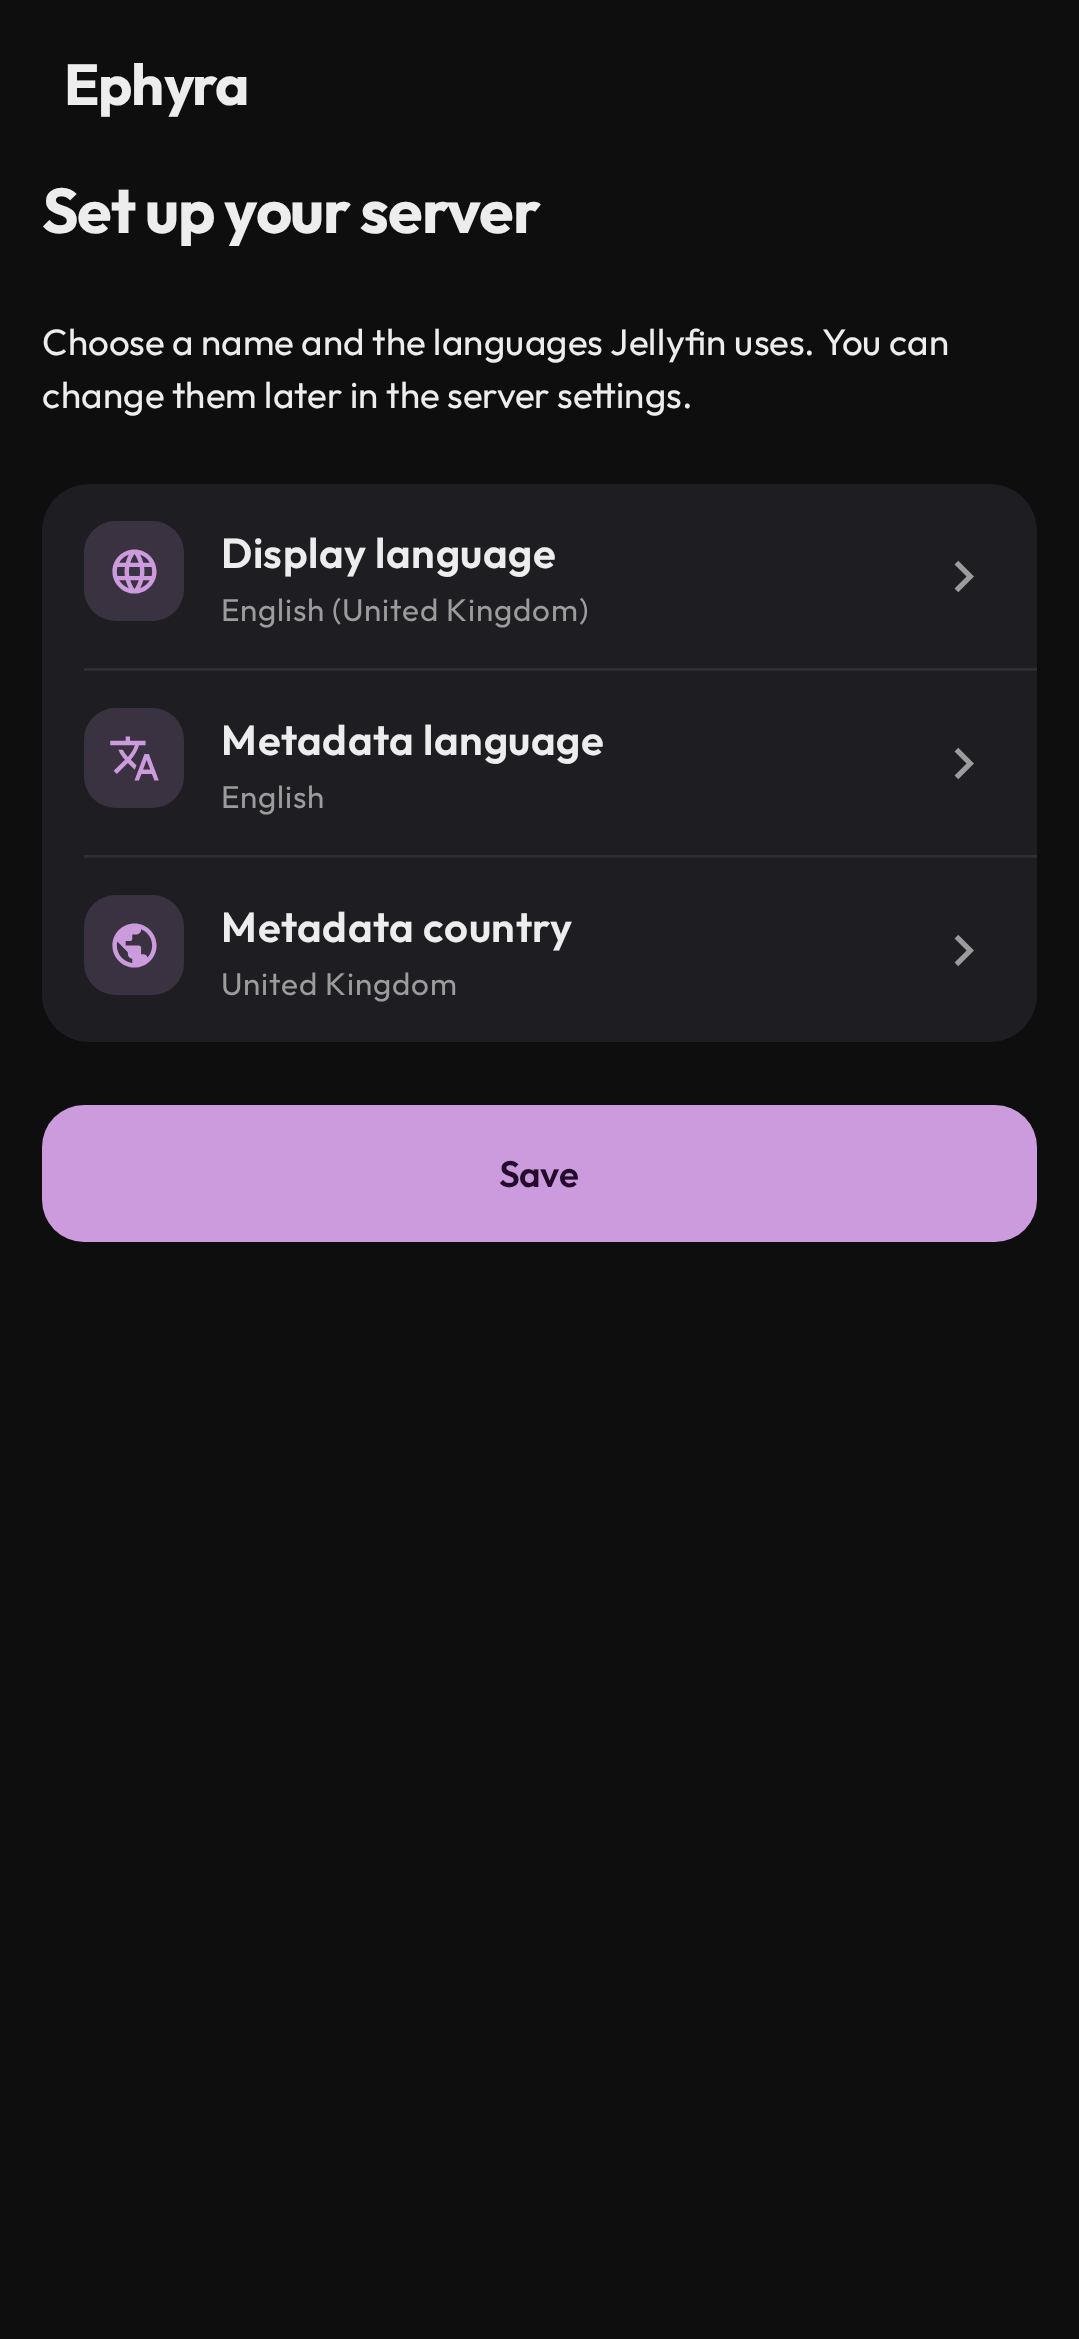 Ephyra
Set up your server
Choose a name and the languages Jellyfin uses. You can
change them later in the server settings.
Display language
English (United Kingdom)
Metadata language
English
Metadata country
United Kingdom
Save